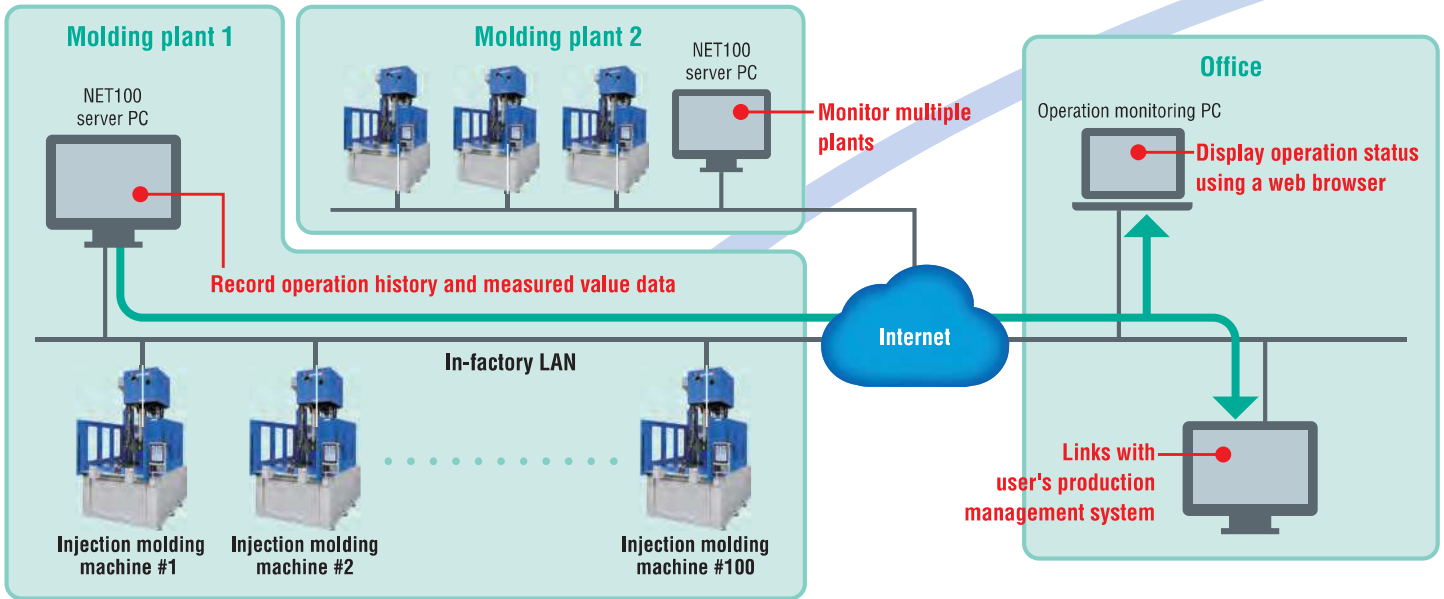 Molding plant 1
NET100
server PC
Record operation history and measured value data
In-factory LAN
Injection molding
machine #1
Injection molding
machine #2
Injection molding
machine #100
Molding plant 2
NET100
server PC
Monitor multiple
plants
Internet
Office
Operation monitoring PC
Display operation status
using a web browser
Links with
user's production
management system